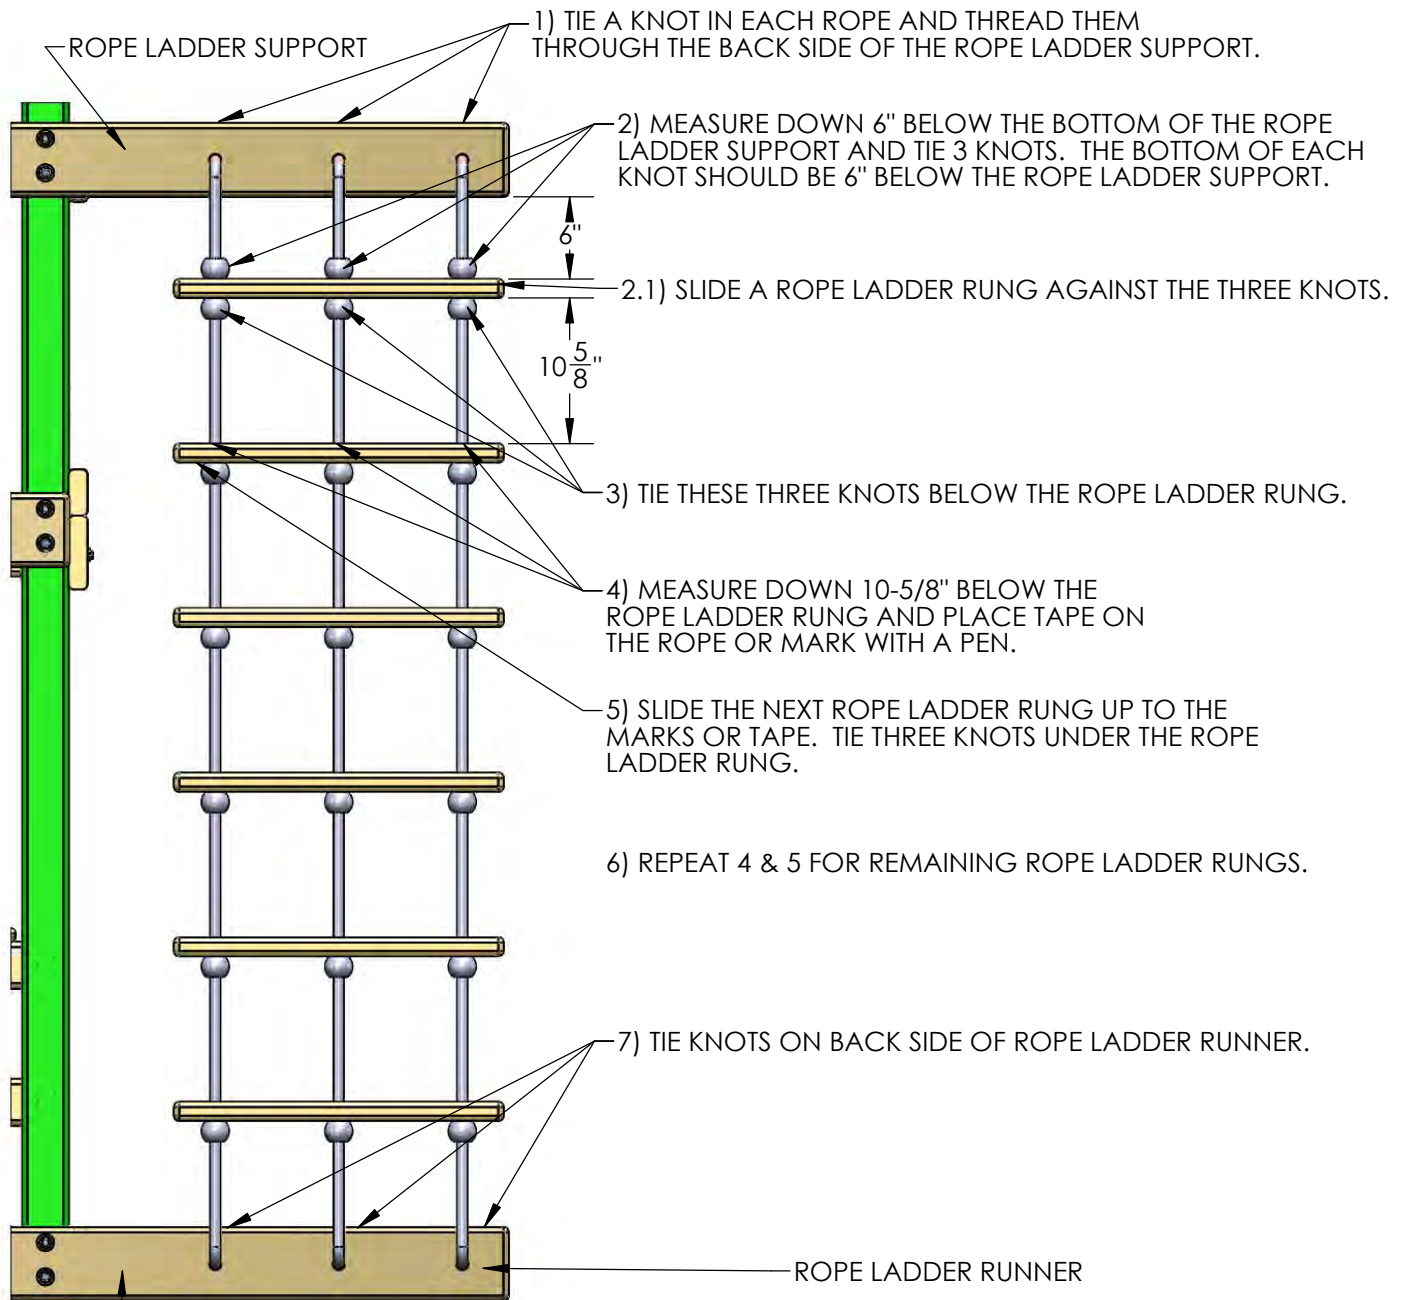 1) TIE A KNOT IN EACH ROPE AND THREAD THEM
THROUGH THE BACK SIDE OF THE ROPE LADDER SUPPORT.
ROPE LADDER SUPPORT
2) MEASURE DOWN 6" BELOW THE BOTTOM OF THE ROPE
LADDER SUPPORT AND TIE 3 KNOTS. THE BOTTOM OF EACH
KNOT SHOULD BE 6" BELOW THE ROPE LADDER SUPPORT.
6"
2.1) SLIDE A ROPE LADDER RUNG AGAINST THE THREE KNOTS.
10 5/8"
3) TIE THESE THREE KNOTS BELOW THE ROPE LADDER RUNG.
4) MEASURE DOWN 10-5/8" BELOW THE
ROPE LADDER RUNG AND PLACE TAPE ON
THE ROPE OR MARK WITH A PEN.
5) SLIDE THE NEXT ROPE LADDER RUNG UP TO THE
MARKS OR TAPE. TIE THREE KNOTS UNDER THE ROPE
LADDER RUNG.
6) REPEAT 4 & 5 FOR REMAINING ROPE LADDER RUNGS.
7) TIE KNOTS ON BACK SIDE OF ROPE LADDER RUNNER.
ROPE LADDER RUNNER